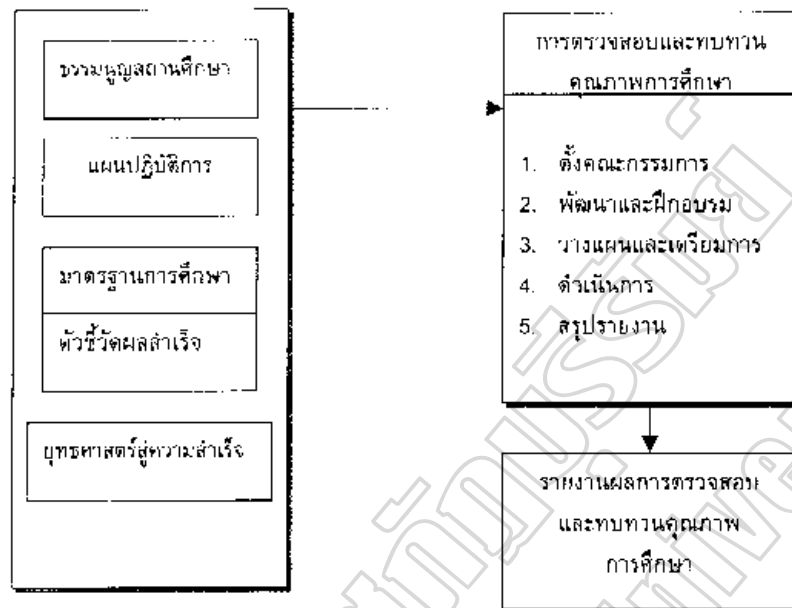 ธรรมนูญสถานศึกษา
แผนปฏิบัติการ
มาตรฐานการศึกษา
ตัวชี้วัดผลสำเร็จ
ยุทธศาสตร์สู่ความสำเร็จ
การตรวจสอบและทบทวน
คุณภาพการศึกษา
1. ตั้งคณะกรรมการ
2. พัฒนาและฝึกอบรม
3. วางแผนและเตรียมการ
4. ดำเนินการ
5. สรุปรายงาน
รายงานผลการตรวจสอบ
และทบทวนคุณภาพ
การศึกษา